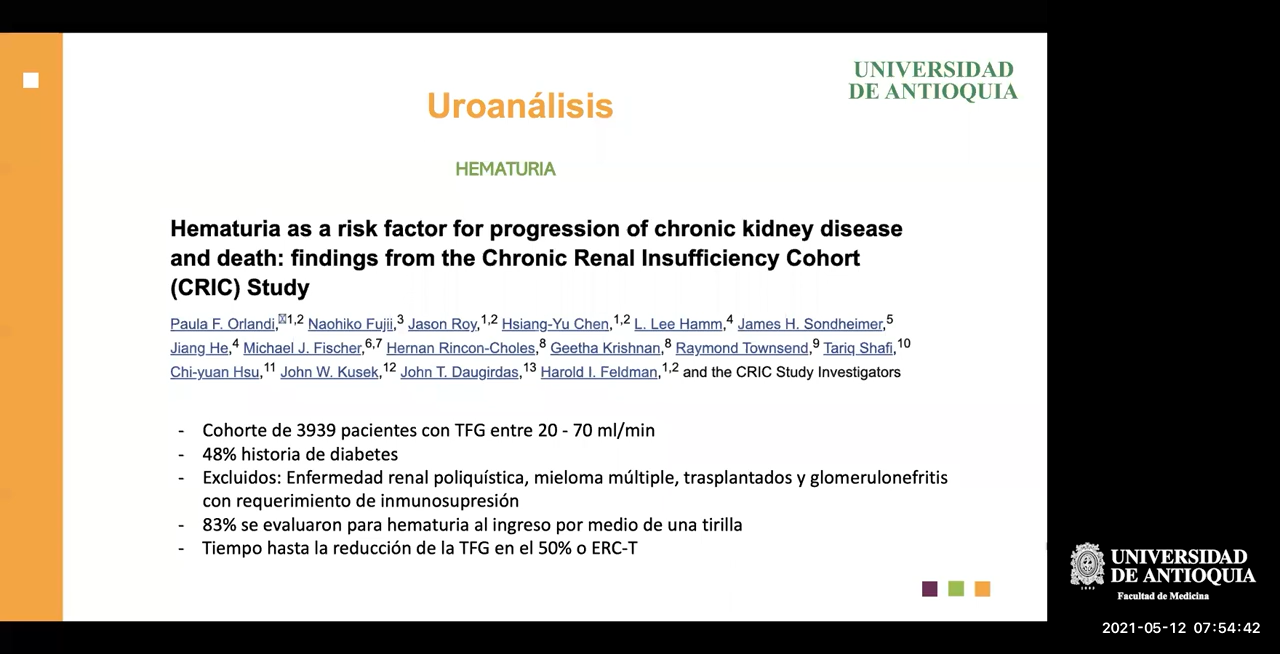 UNIVERSIDAD
DE ANTIOQUIA
Uroanálisis
HEMATURIA
Hematuria as a risk factor for progression of chronic kidney disease
and death: findings from the Chronic Renal Insufficiency Cohort
(CRIC) Study
Paula F. Orlandi,1,2 Naohiko Fujii,3 Jason Roy,1,2 Hsiang-Yu Chen,1,2 L. Lee Hamm,4 James H. Sondheimer,5
Jiang He,4 Michael J. Fischer,6,7 Hernan Rincon-Choles,8 Geetha Krishnan,8 Raymond Townsend,9 Tariq Shafi,10
Chi-yuan Hsu,11 John W. Kusek,12 John T. Daugirdas,13 Harold I. Feldman,1,2 and the CRIC Study Investigators
- Cohorte de 3939 pacientes con TFG entre 20 - 70 ml/min
- 48% historia de diabetes
- Excluidos: Enfermedad renal poliquística, mieloma múltiple, trasplantados y glomerulonefritis
con requerimiento de inmunosupresión
- 83% se evaluaron para hematuria al ingreso por medio de una tirilla
- Tiempo hasta la reducción de la TFG en el 50% o ERC-T
UNIVERSIDAD
DE ANTIOQUIA
Facultad de Medicina
2021-05-12 07:54:42